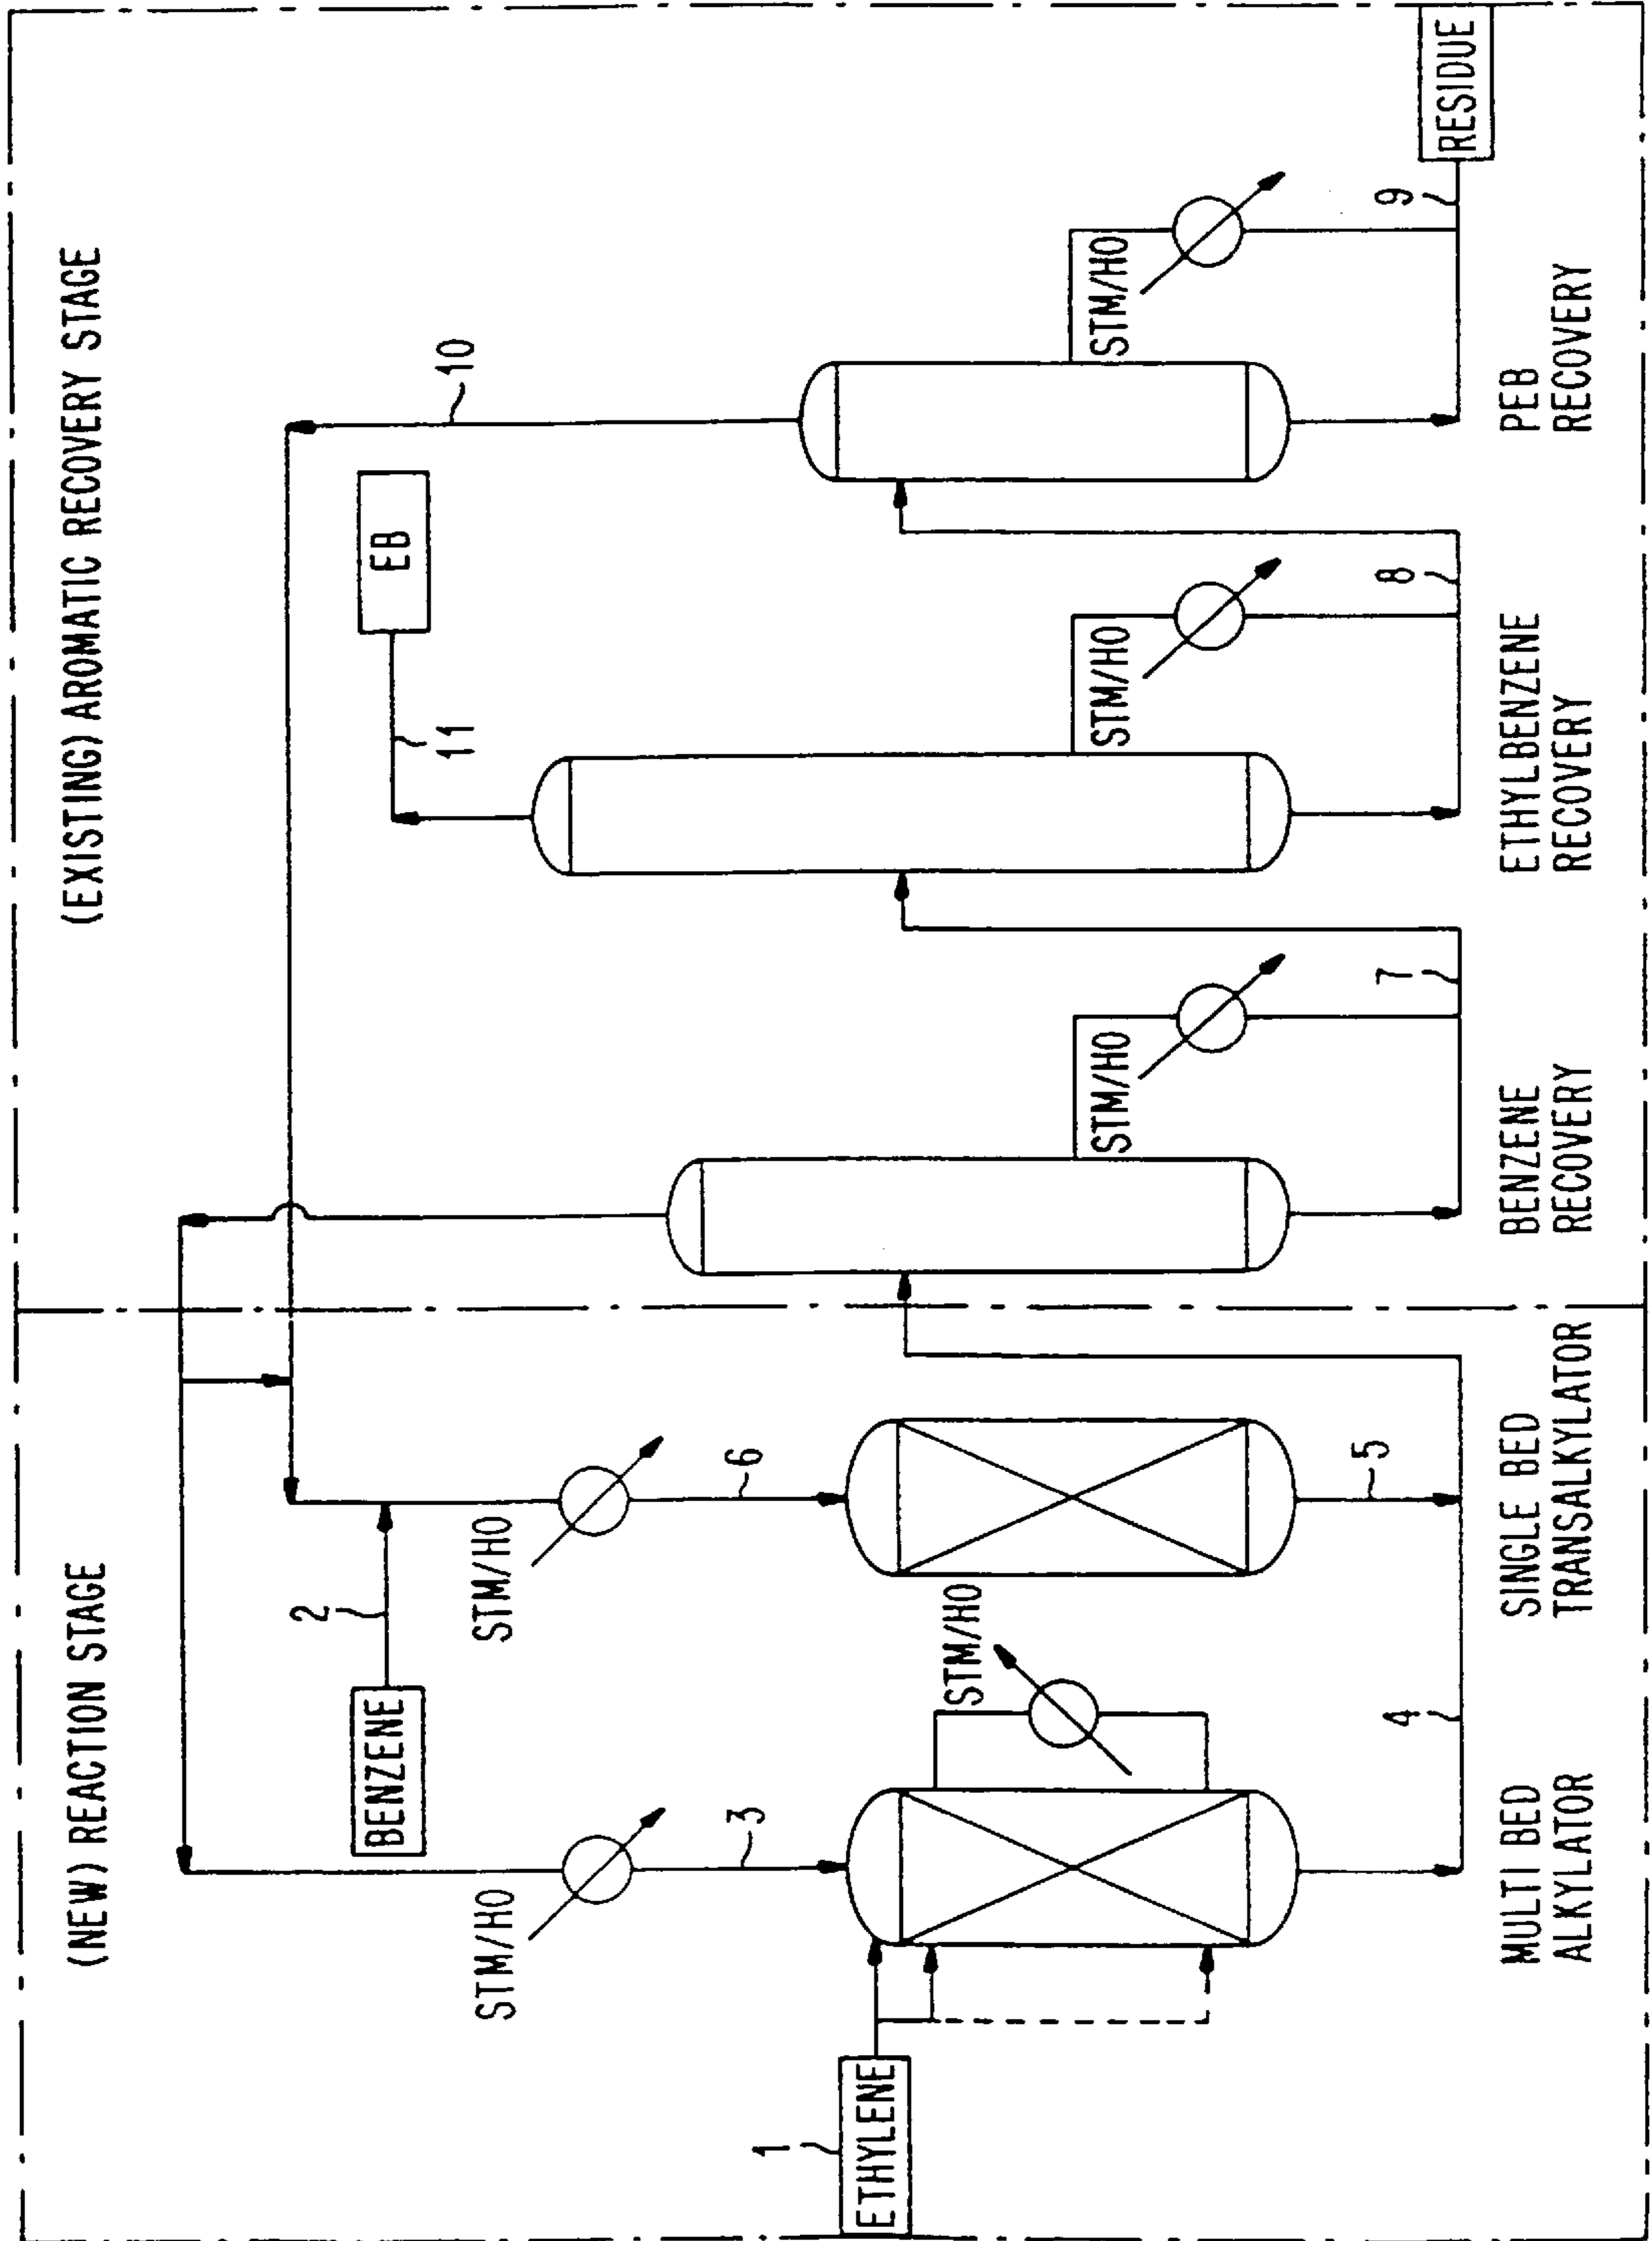 (NEW) REACTION STAGE
(EXISTING) AROMATIC RECOVERY STAGE
BENZENE
2
EB
11
10
STM/HO
STM/HO
3
6
1
ETHYLENE
STM/HO
STM/HO
STM/HO
STM/HO
4
5
7
8
9
RESIDUE
MULTI BED
ALKYLATOR
SINGLE BED
TRANSALKYLATOR
BENZENE
RECOVERY
ETHYLBENZENE
RECOVERY
PEB
RECOVERY